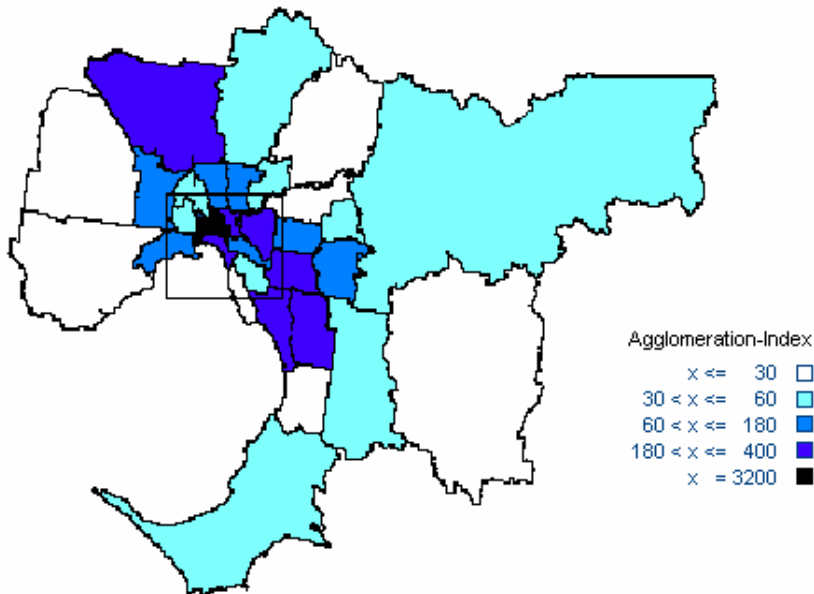 Agglomeration-Index
x <= 30
30 < x <= 60
60 < x <= 180
180 < x <= 400
x = 3200